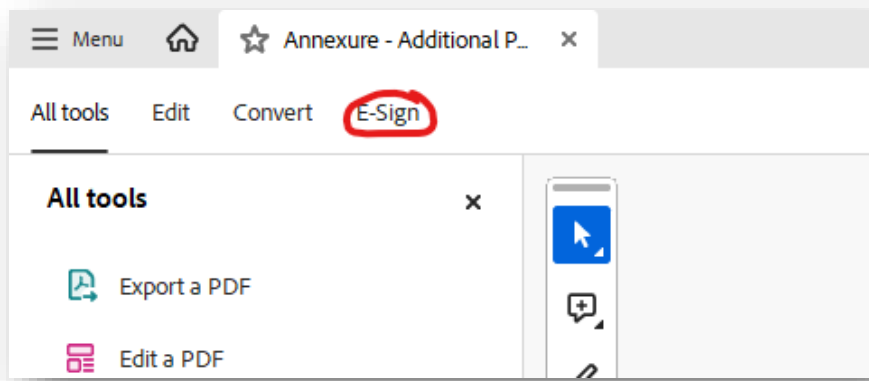 Menu Annexure - Additional P...
All tools Edit Convert E-Sign
All tools
Export a PDF
Edit a PDF